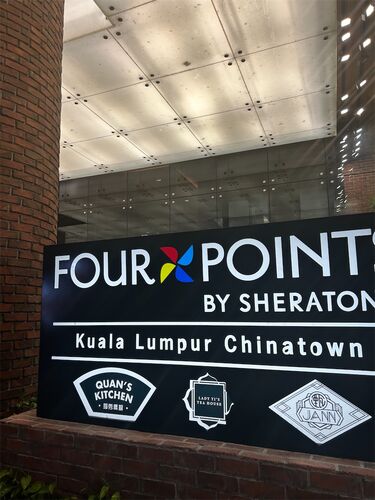 FOUR POINTS
BY SHERATON
Kuala Lumpur Chinatown
QUAN'S
KITCHEN
LADY YI'S
TEA HOUSE
JANN